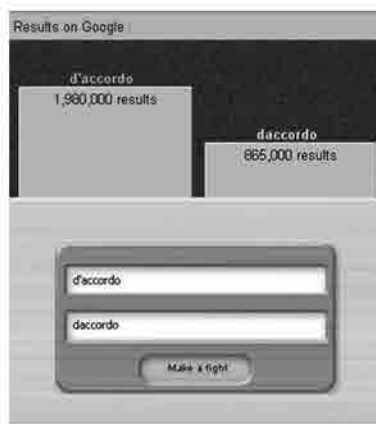 Results on Google
d'accordo
1,980,000 results
daccordo
865,000 results
d'accordo
daccordo
Make a fight